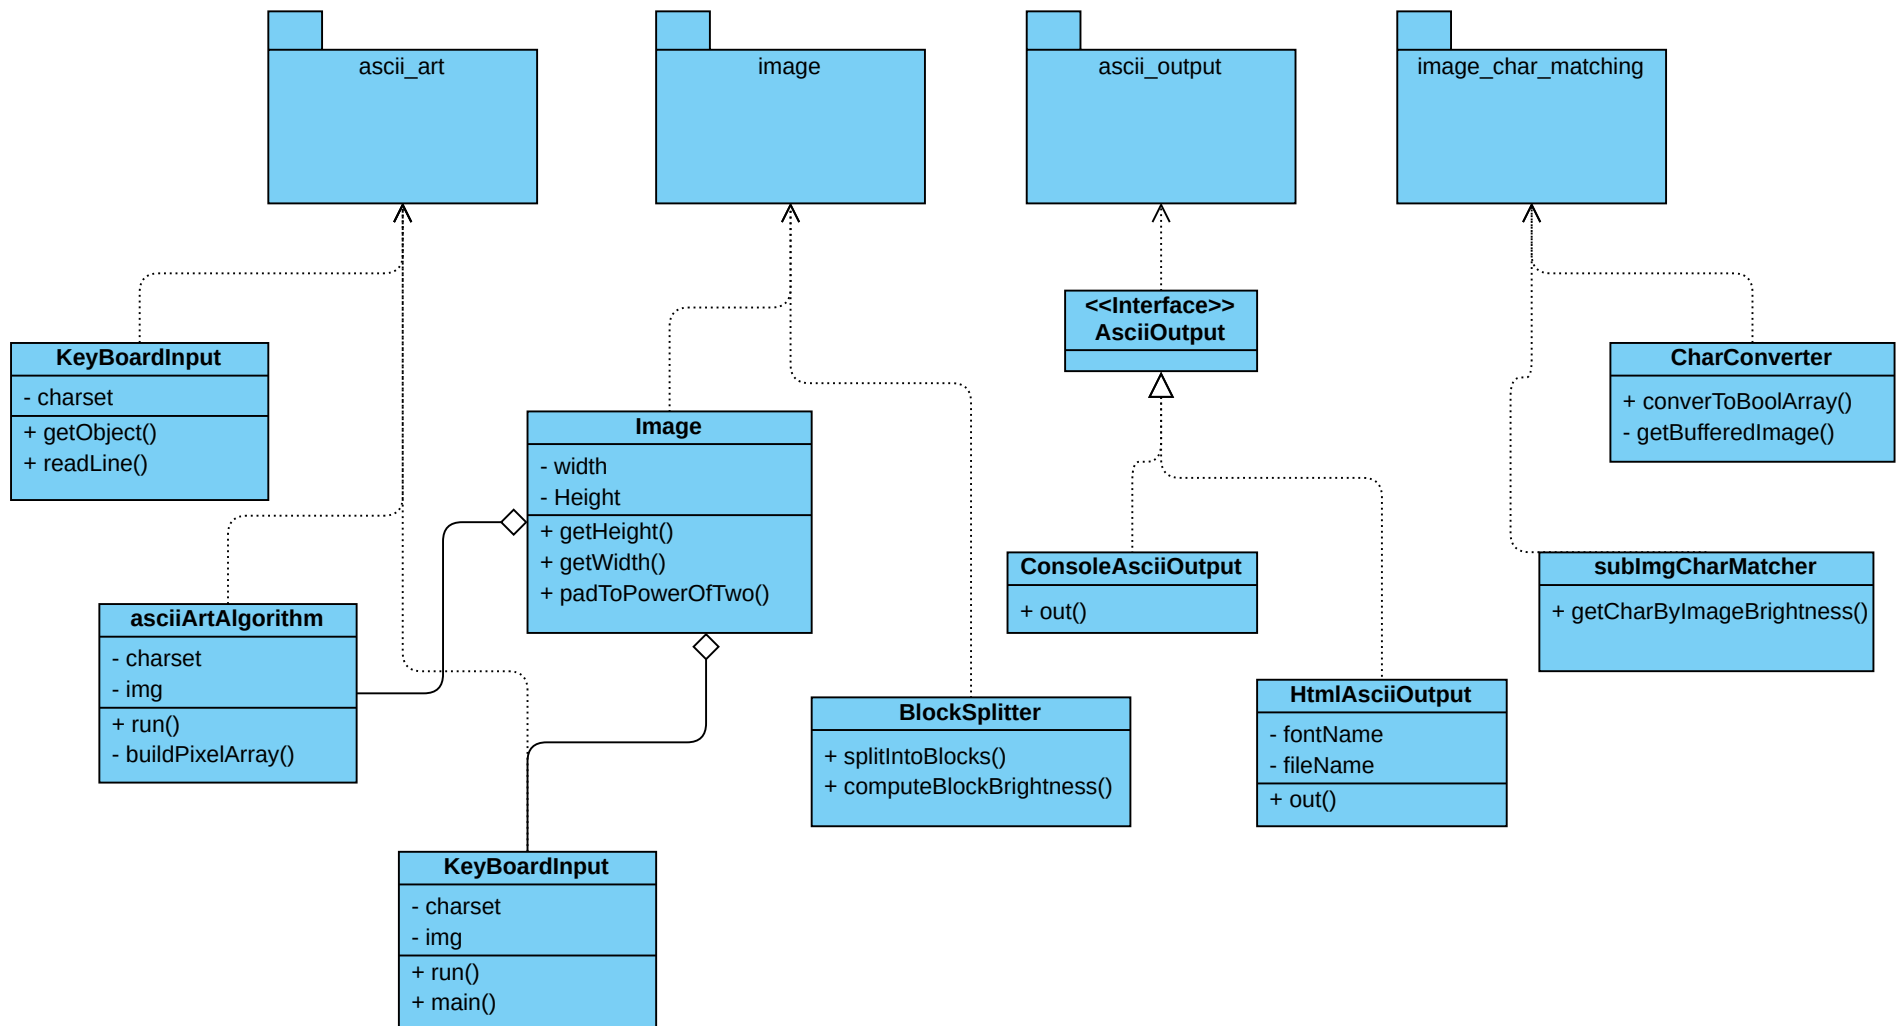 ascii_art
image
ascii_output
image_char_matching
<<Interface>>
AsciiOutput
KeyBoardInput
- charset
+ getObject()
+ readLine()
CharConverter
+ converToBoolArray()
- getBufferedImage()
Image
- width
- Height
+ getHeight()
+ getWidth()
+ padToPowerOfTwo()
ConsoleAsciiOutput
+ out()
subImgCharMatcher
+ getCharByImageBrightness()
asciiArtAlgorithm
- charset
- img
+ run()
- buildPixelArray()
HtmlAsciiOutput
- fontName
- fileName
+ out()
BlockSplitter
+ splitIntoBlocks()
+ computeBlockBrightness()
KeyBoardInput
- charset
- img
+ run()
+ main()